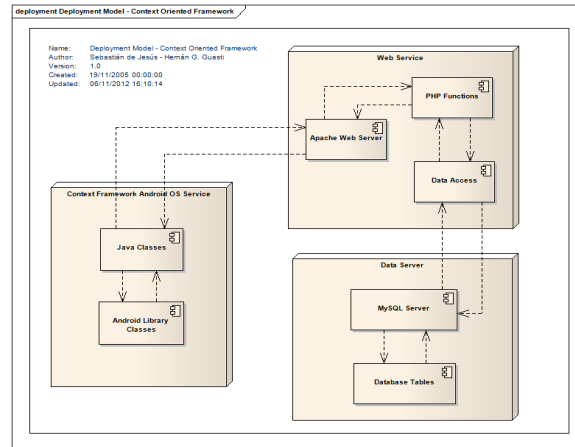 deployment Deployment Model - Context Oriented Framework
Name: Deployment Model - Context Oriented Framework
Author: Sebastián de Jesús - Hernán G. Guasti
Version: 1.0
Created: 19/11/2005 00:00:00
Updated: 06/11/2012 16:10:14
Web Service
PHP Functions
Apache Web Server
Data Access
Context Framework Android OS Service
Java Classes
Android Library
Classes
Data Server
MySQL Server
Database Tables